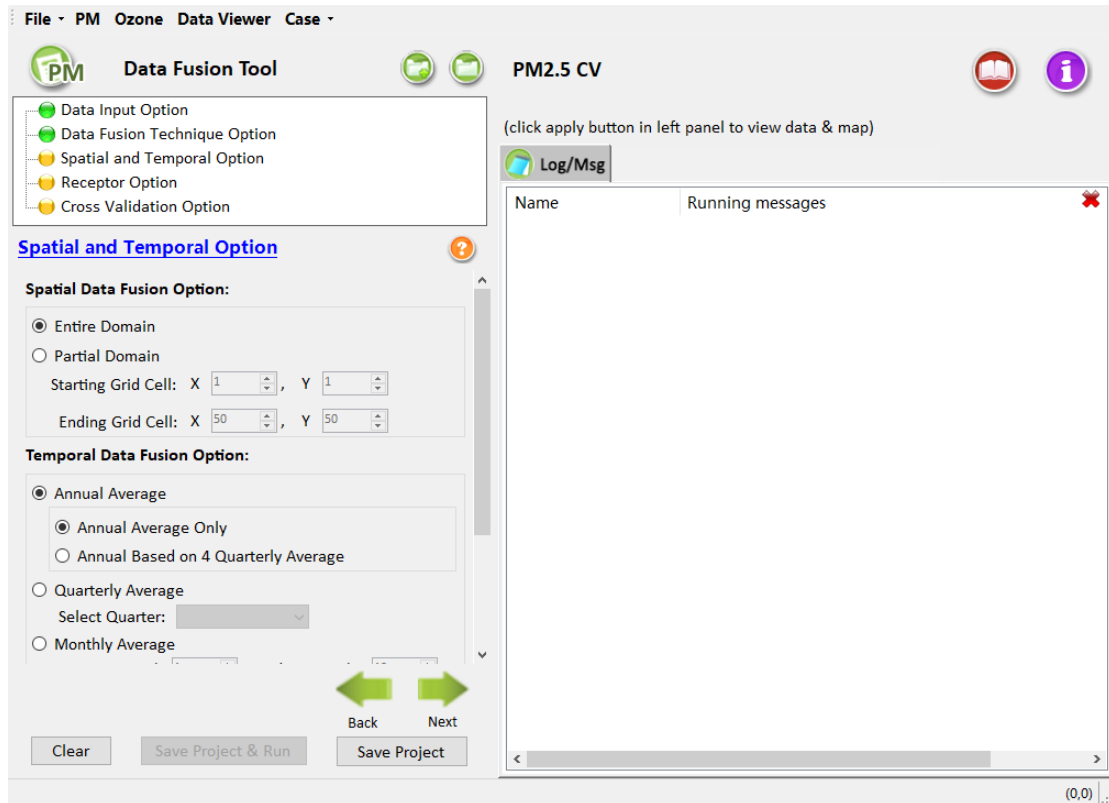 File PM Ozone Data Viewer Case
PM Data Fusion Tool
Data Input Option
Data Fusion Technique Option
Spatial and Temporal Option
Receptor Option
Cross Validation Option
Spatial and Temporal Option
?
Spatial Data Fusion Option:
Entire Domain
Partial Domain
Starting Grid Cell: X 1 , Y 1
Ending Grid Cell: X 50 , Y 50
Temporal Data Fusion Option:
Annual Average
Annual Average Only
Annual Based on 4 Quarterly Average
Quarterly Average
Select Quarter:
Monthly Average
Back Next
Clear Save Project & Run Save Project
PM2.5 CV
i
(click apply button in left panel to view data & map)
Log/Msg
Name Running messages
(0,0)